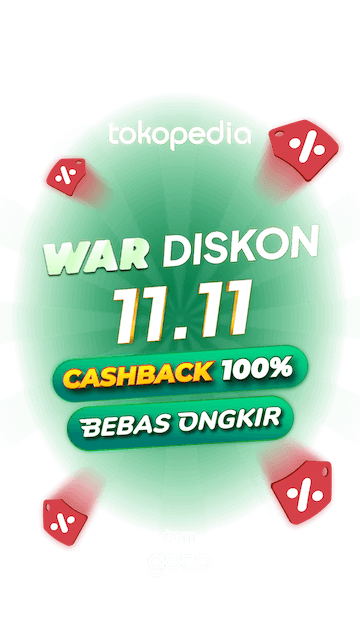 tokopedia
WAR DISKON
11.11
CASHBACK 100%
BEBAS ONGKIR